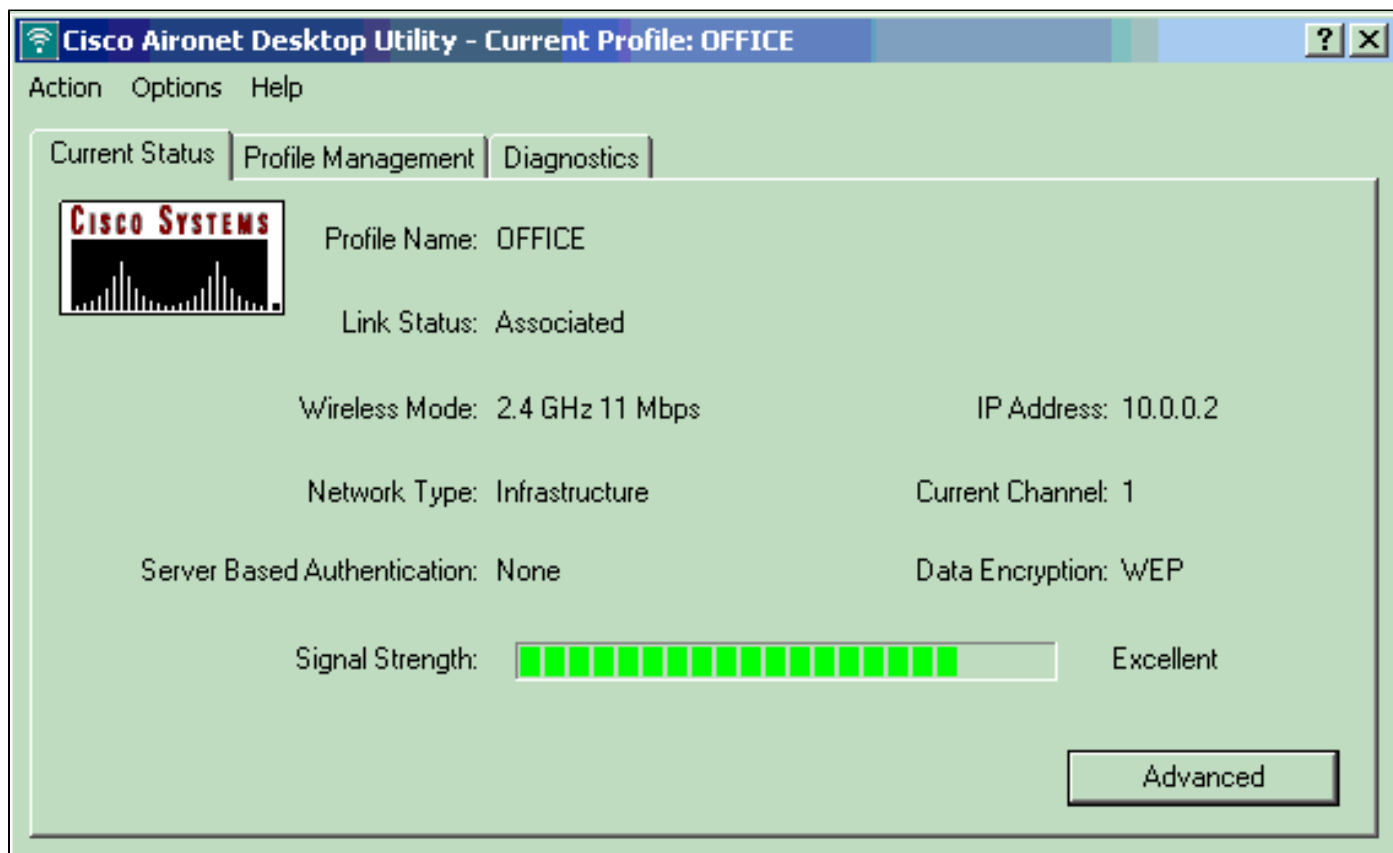 Cisco Aironet Desktop Utility - Current Profile: OFFICE
Action Options Help
Current Status Profile Management Diagnostics
CISCO SYSTEMS
Profile Name: OFFICE
Link Status: Associated
Wireless Mode: 2.4 GHz 11 Mbps IP Address: 10.0.0.2
Network Type: Infrastructure Current Channel: 1
Server Based Authentication: None Data Encryption: WEP
Signal Strength: Excellent
Advanced